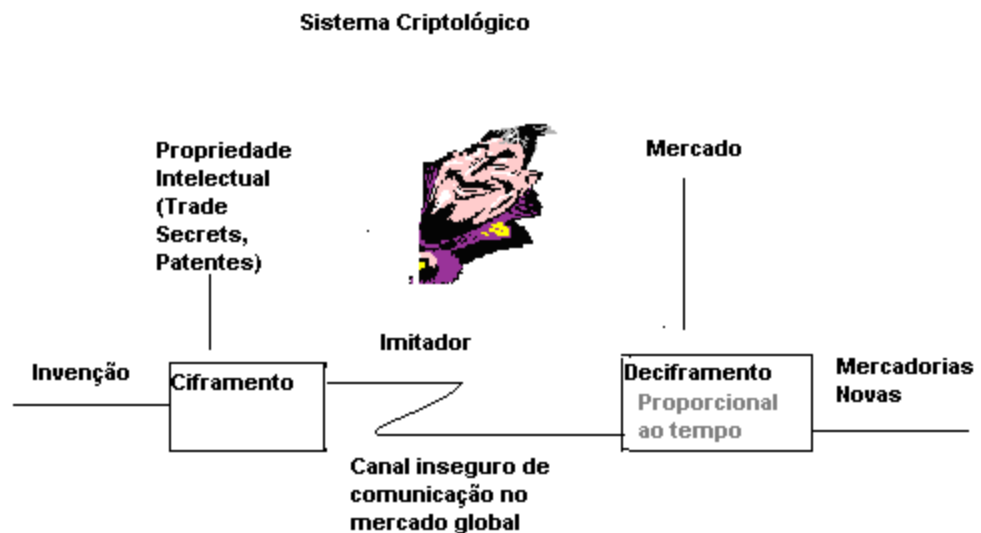 Sistema Criptológico
Propriedade
Intelectual
(Trade
Secrets,
Patentes)
Mercado
Imitador
Invenção
Ciframento
Deciframento
Proporcional
ao tempo
Mercadorias
Novas
Canal inseguro de
comunicação no
mercado global